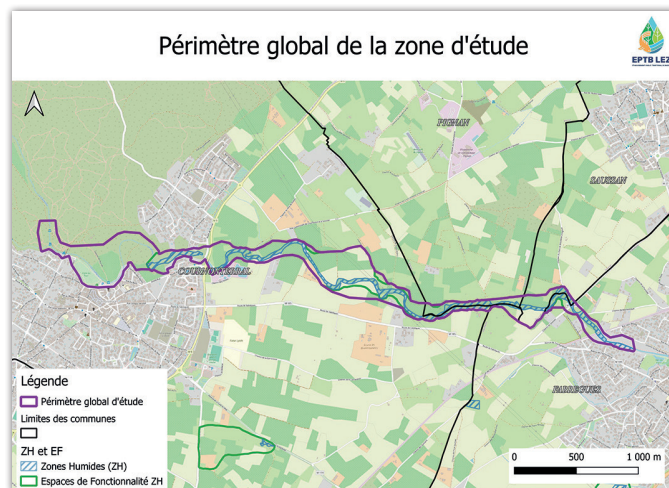 Périmètre global de la zone d'étude
EPTB LEZ
PIGNAN
SAUSSAN
COURNONTERRAL
FABREGUES
Légende
Périmètre global d'étude
Limites des communes
ZH et EF
Zones Humides (ZH)
Espaces de Fonctionnalité ZH
0 500 1 000 m